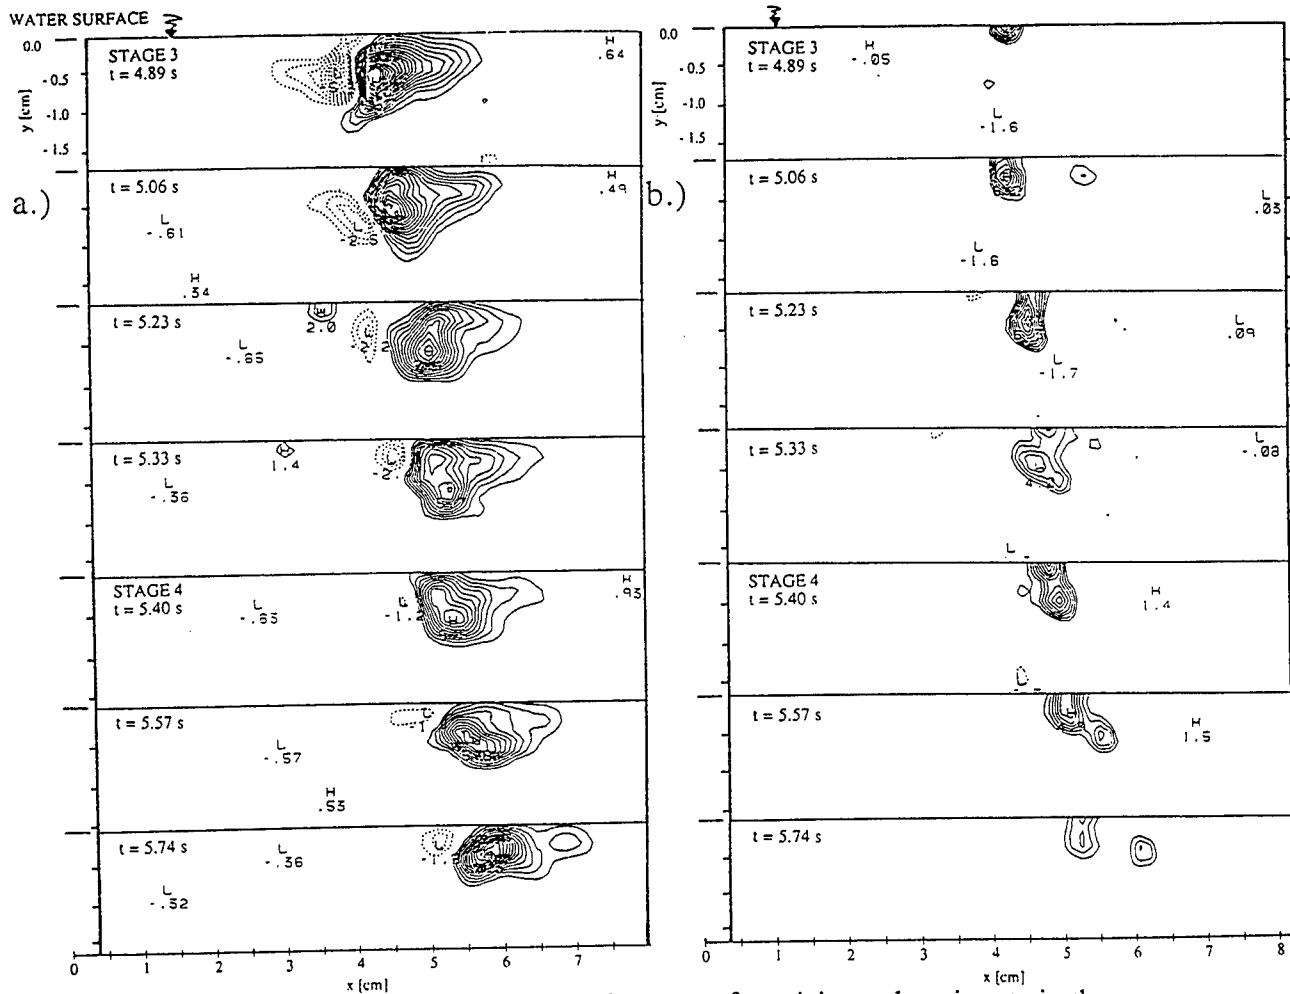 WATER SURFACE
a.)
y [cm]
0.0
-0.5
-1.0
-1.5
STAGE 3
t = 4.89 s
H
.64
t = 5.06 s
H
.49
L
-.61
L
H
.34
t = 5.23 s
2.0
L
-.65
t = 5.33 s
1.4
L
-.36
STAGE 4
t = 5.40 s
H
.93
L
-.63
t = 5.57 s
L
-.57
H
.53
t = 5.74 s
L
-.36
L
-.52
0 1 2 3 4 5 6 7
x [cm]
b.)
y [cm]
0.0
-0.5
-1.0
-1.5
STAGE 3
t = 4.89 s
H
-.05
L
-1.6
t = 5.06 s
L
.03
L
-1.6
t = 5.23 s
L
.09
L
-1.7
t = 5.33 s
L
-.08
L
STAGE 4
t = 5.40 s
H
1.4
t = 5.57 s
H
1.5
t = 5.74 s
0 1 2 3 4 5 6 7 8
x [cm]